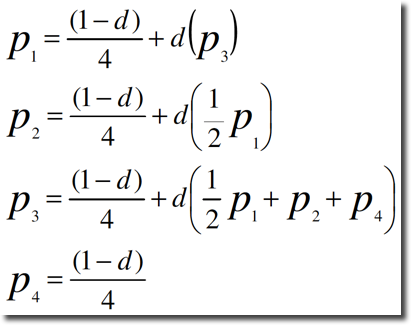 p₁ = (1 − d)/4 + d(p₃)
p₂ = (1 − d)/4 + d(1/2 p₁)
p₃ = (1 − d)/4 + d(1/2 p₁ + p₂ + p₄)
p₄ = (1 − d)/4